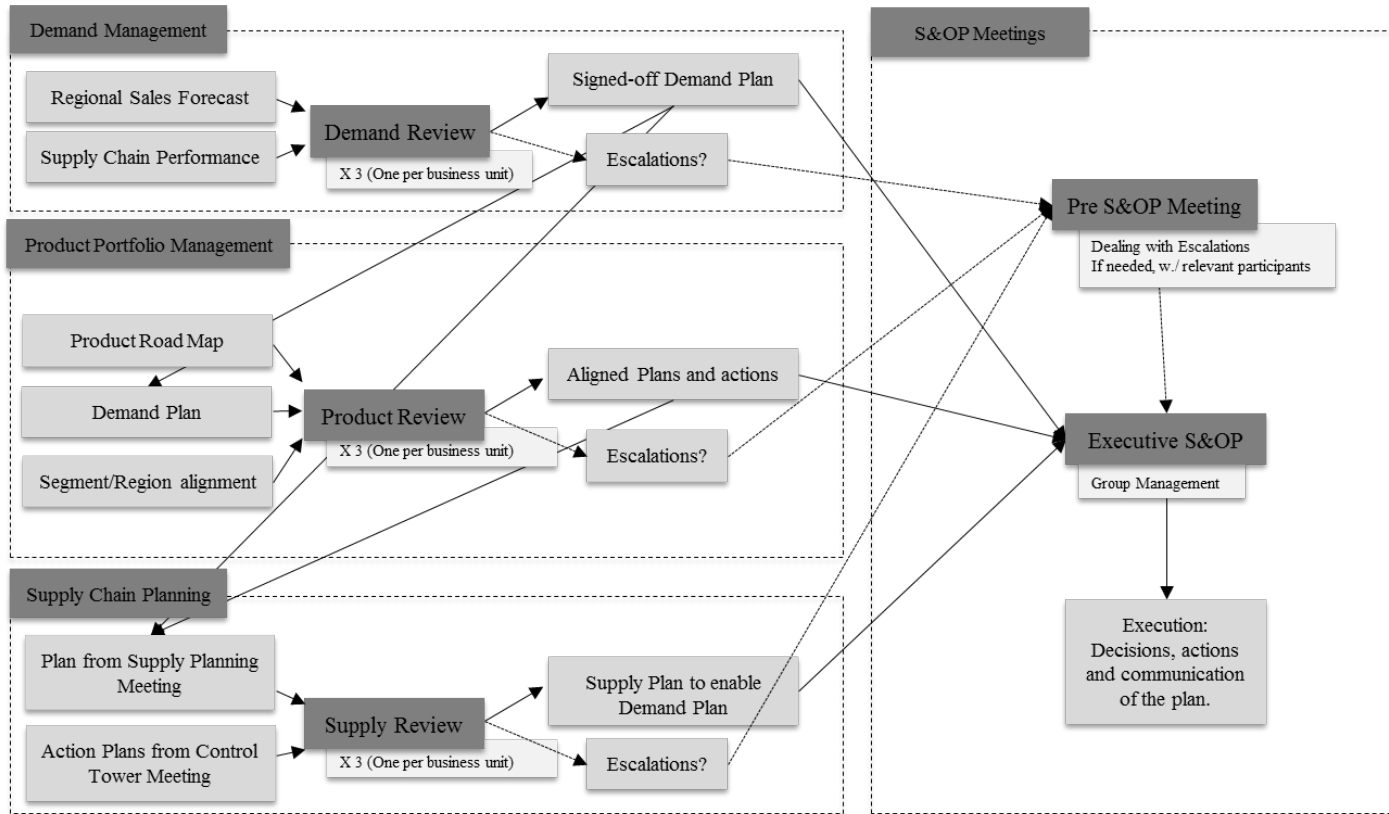 Demand Management
Regional Sales Forecast
Supply Chain Performance
Demand Review
X 3 (One per business unit)
Signed-off Demand Plan
Escalations?
Product Portfolio Management
Product Road Map
Demand Plan
Segment/Region alignment
Product Review
X 3 (One per business unit)
Aligned Plans and actions
Escalations?
Supply Chain Planning
Plan from Supply Planning
Meeting
Action Plans from Control
Tower Meeting
Supply Review
X 3 (One per business unit)
Supply Plan to enable
Demand Plan
Escalations?
S&OP Meetings
Pre S&OP Meeting
Dealing with Escalations
If needed, w./ relevant participants
Executive S&OP
Group Management
Execution:
Decisions, actions
and communication
of the plan.